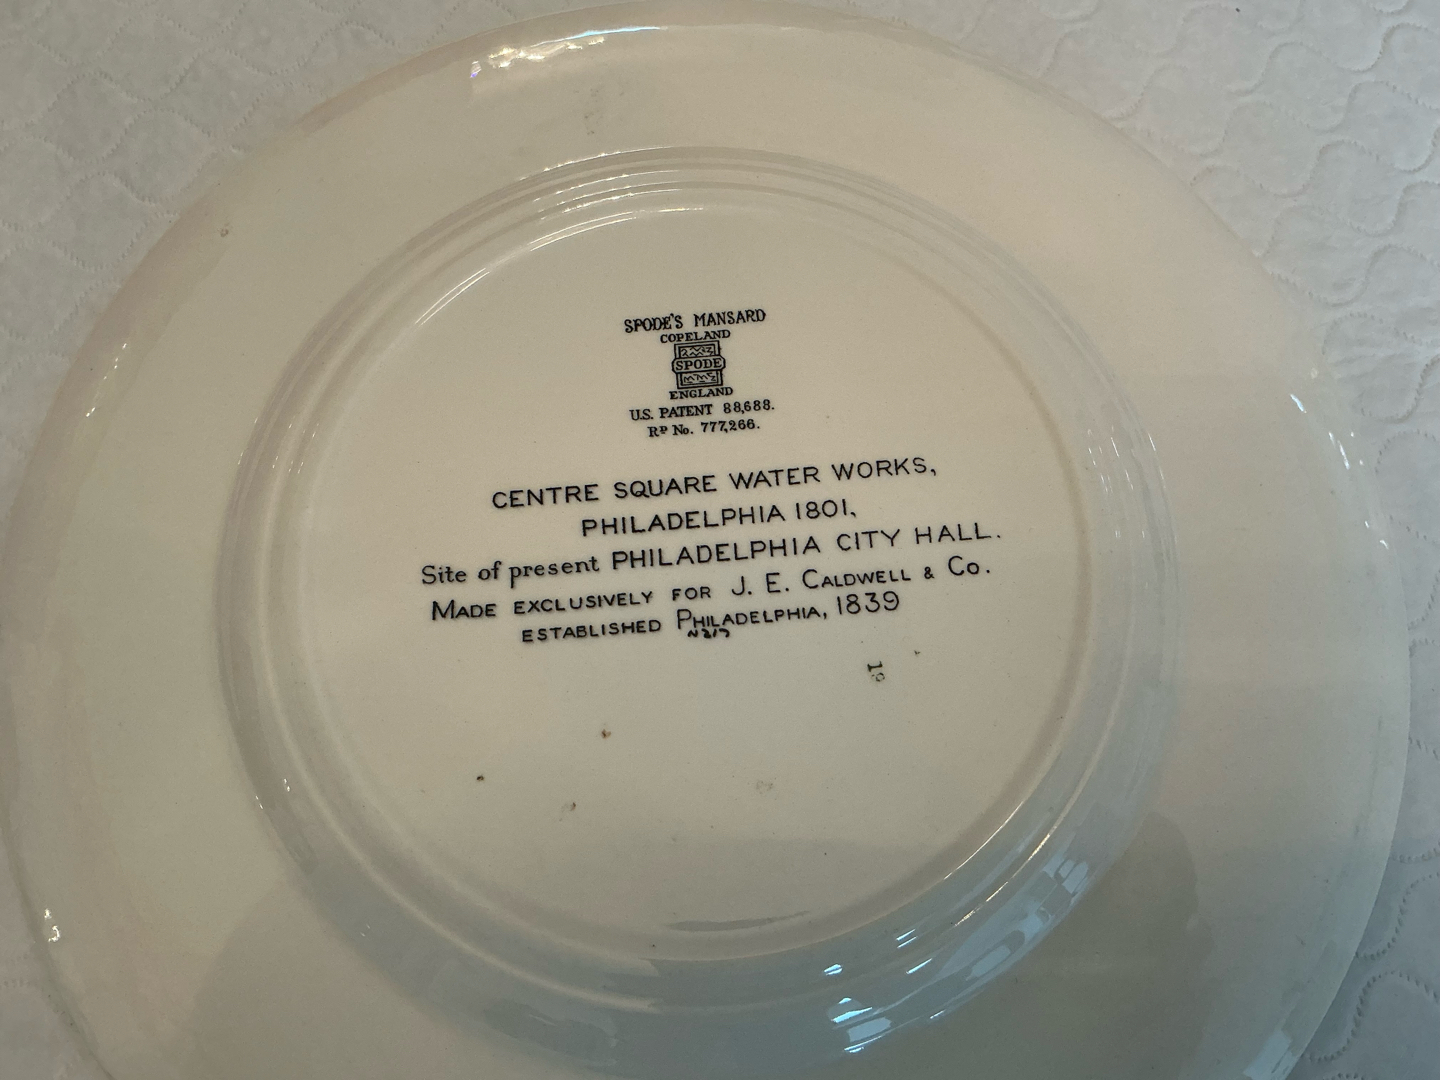 SPODE'S MANSARD
COPELAND
SPODE
ENGLAND
U.S. PATENT 88,688.
Rᴰ No. 777,266.
CENTRE SQUARE WATER WORKS,
PHILADELPHIA 1801,
Site of present PHILADELPHIA CITY HALL.
MADE EXCLUSIVELY FOR J. E. CALDWELL & Co.
ESTABLISHED PHILADELPHIA, 1839